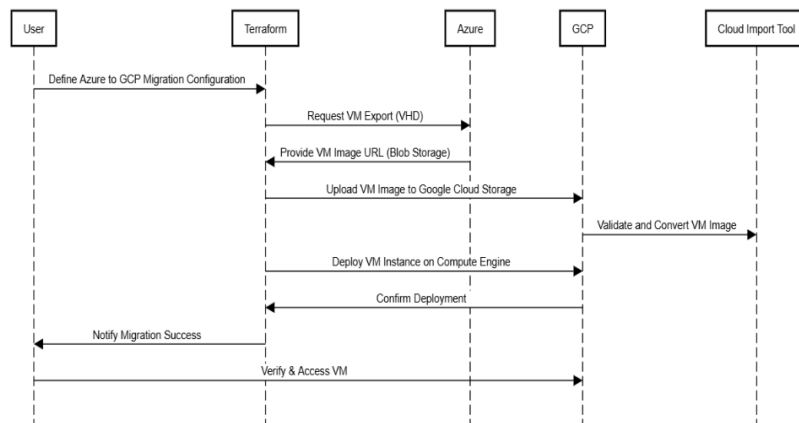 User
Terraform
Azure
GCP
Cloud Import Tool
Define Azure to GCP Migration Configuration
Request VM Export (VHD)
Provide VM Image URL (Blob Storage)
Upload VM Image to Google Cloud Storage
Validate and Convert VM Image
Deploy VM Instance on Compute Engine
Confirm Deployment
Notify Migration Success
Verify & Access VM